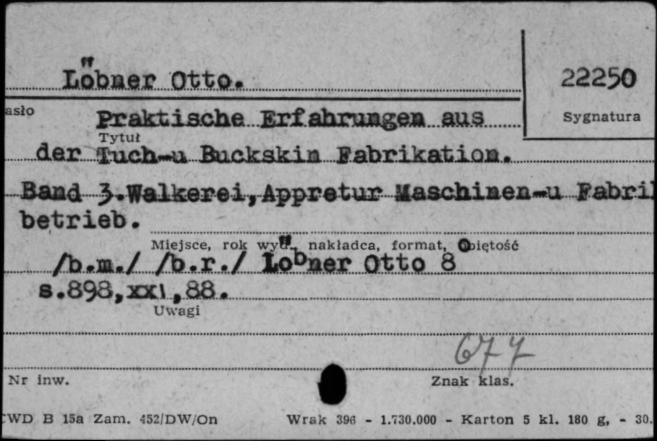 Löbner Otto.
22250
asło
Praktische Erfahrungen aus
Sygnatura
Tytuł
der Tuch-u Buckskin Fabrikation.
Band 3.Walkerei,Appretur Maschinen-u Fabri
betrieb.
Miejsce, rok wyd., nakładca, format, Objętość
/b.m./ /b.r./ Löbner Otto 8
s.898,xxl,88.
Uwagi
677
Nr inw.
Znak klas.
CWD B 15a Zam. 452/DW/On Wrak 396 - 1.730.000 - Karton 5 kl. 180 g, - 30.